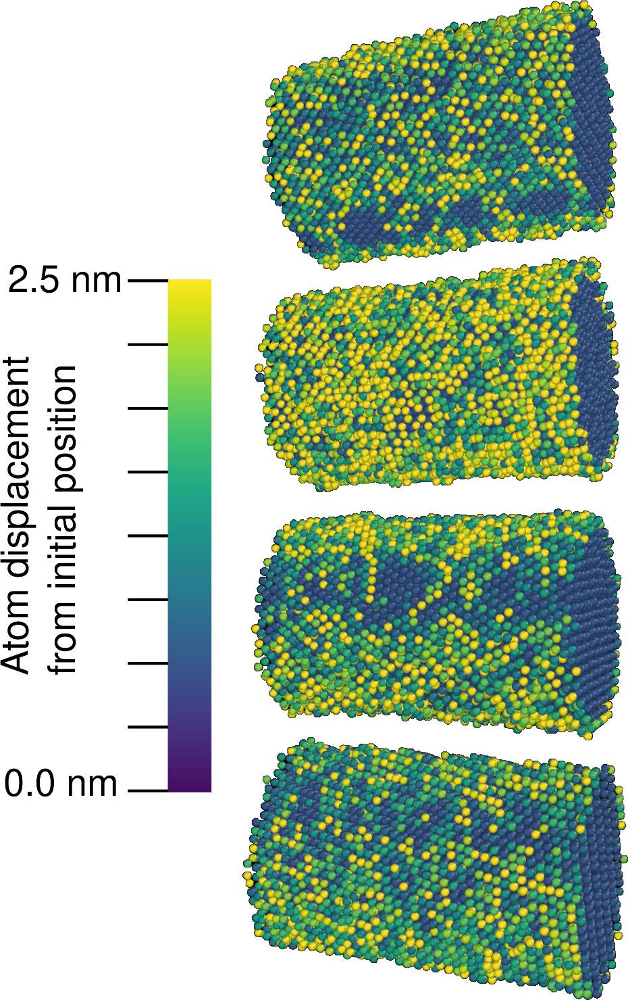 2.5 nm
Atom displacement
from initial position
0.0 nm